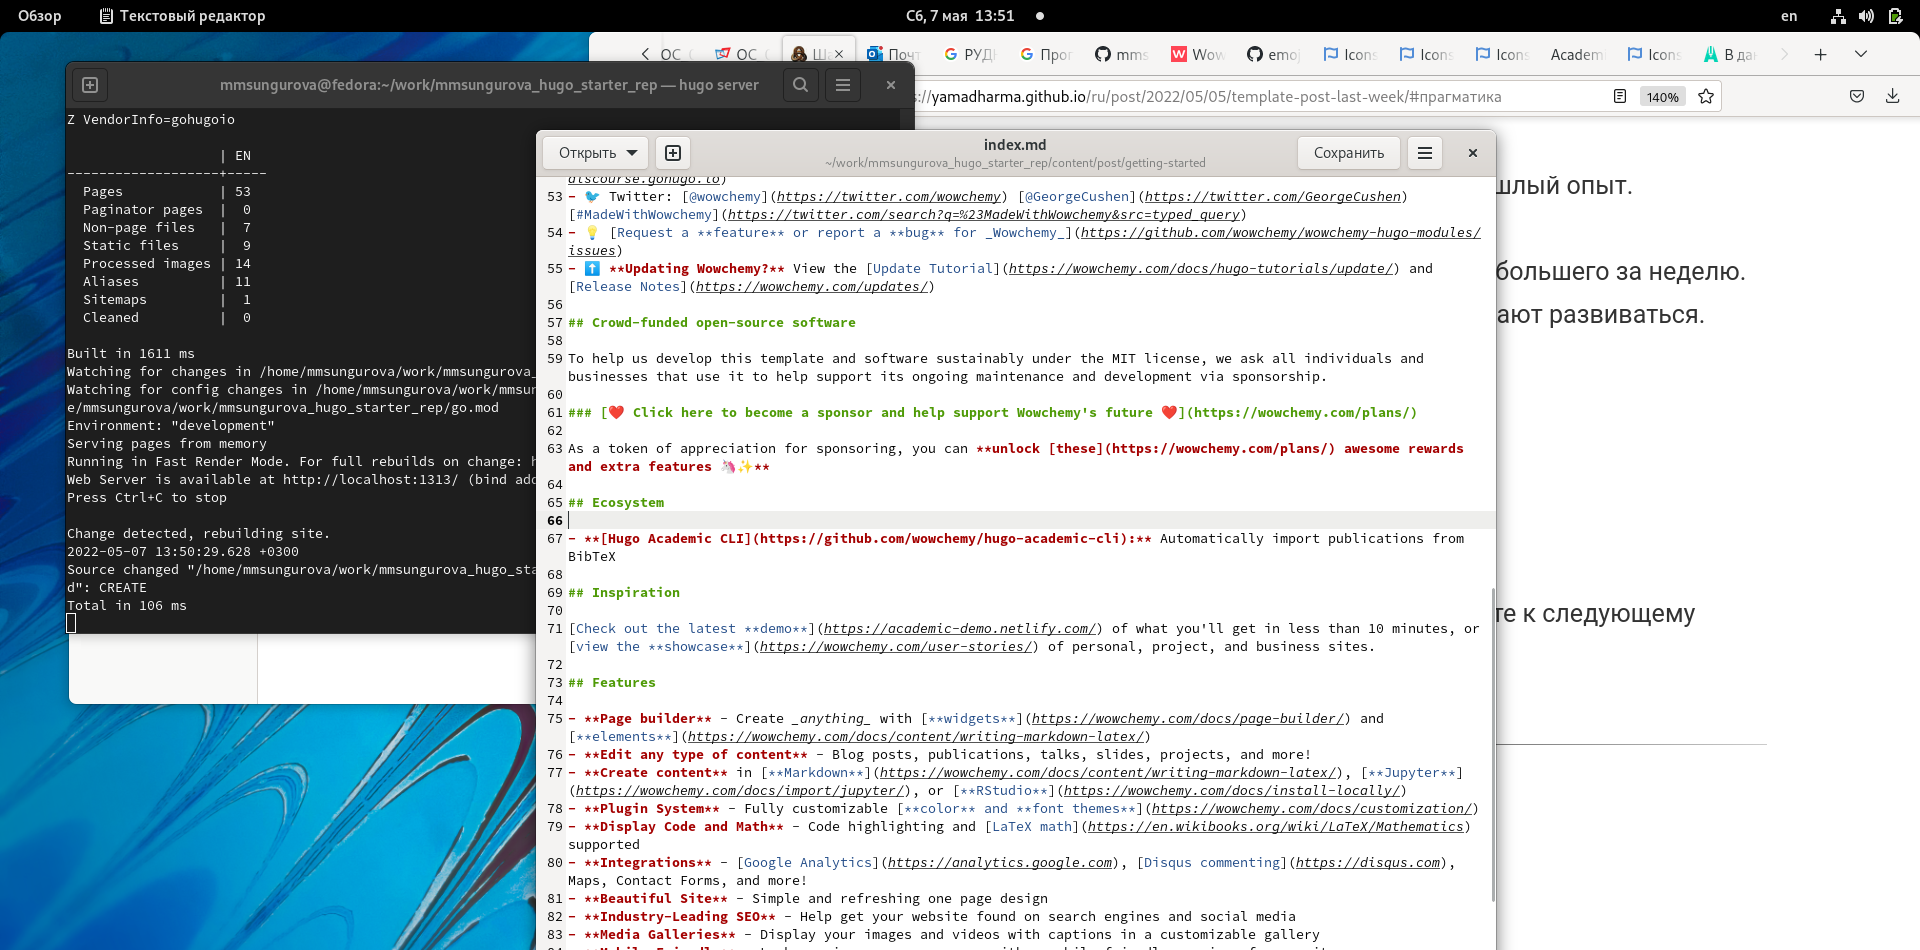 Обзор
Текстовый редактор
Сб, 7 мая 13:51
en
ОС
ОС
Ша
Почт
РУД
Прог
mms
Wow
emoj
Icons
Icons
Icons
Academi
Icons
В дан
://yamadharma.github.io/ru/post/2022/05/05/template-post-last-week/#прагматика
140%
mmsungurova@fedora:~/work/mmsungurova_hugo_starter_rep — hugo server
Z VendorInfo=gohugoio
| EN
-------------------+-----
Pages | 53
Paginator pages | 0
Non-page files | 7
Static files | 9
Processed images | 14
Aliases | 11
Sitemaps | 1
Cleaned | 0
Built in 1611 ms
Watching for changes in /home/mmsungurova/work/mmsungurova_
Watching for config changes in /home/mmsungurova/work/mmsun
e/mmsungurova/work/mmsungurova_hugo_starter_rep/go.mod
Environment: "development"
Serving pages from memory
Running in Fast Render Mode. For full rebuilds on change: h
Web Server is available at http://localhost:1313/ (bind add
Press Ctrl+C to stop
Change detected, rebuilding site.
2022-05-07 13:50:29.628 +0300
Source changed "/home/mmsungurova/work/mmsungurova_hugo_sta
d": CREATE
Total in 106 ms
Открыть
index.md
~/work/mmsungurova_hugo_starter_rep/content/post/getting-started
Сохранить
discourse.gohugo.io)
53 - 🐦 Twitter: [@wowchemy](https://twitter.com/wowchemy) [@GeorgeCushen](https://twitter.com/GeorgeCushen)
[#MadeWithWowchemy](https://twitter.com/search?q=%23MadeWithWowchemy&src=typed_query)
54 - 💡 [Request a **feature** or report a **bug** for _Wowchemy_](https://github.com/wowchemy/wowchemy-hugo-modules/
issues)
55 - ⬆️ **Updating Wowchemy?** View the [Update Tutorial](https://wowchemy.com/docs/hugo-tutorials/update/) and
[Release Notes](https://wowchemy.com/updates/)
56
57 ## Crowd-funded open-source software
58
59 To help us develop this template and software sustainably under the MIT license, we ask all individuals and
businesses that use it to help support its ongoing maintenance and development via sponsorship.
60
61 ### [❤️ Click here to become a sponsor and help support Wowchemy's future ❤️](https://wowchemy.com/plans/)
62
63 As a token of appreciation for sponsoring, you can **unlock [these](https://wowchemy.com/plans/) awesome rewards
and extra features 🦄✨**
64
65 ## Ecosystem
66
67 - **[Hugo Academic CLI](https://github.com/wowchemy/hugo-academic-cli):** Automatically import publications from
BibTeX
68
69 ## Inspiration
70
71 [Check out the latest **demo**](https://academic-demo.netlify.com/) of what you'll get in less than 10 minutes, or
[view the **showcase**](https://wowchemy.com/user-stories/) of personal, project, and business sites.
72
73 ## Features
74
75 - **Page builder** - Create _anything_ with [**widgets**](https://wowchemy.com/docs/page-builder/) and
[**elements**](https://wowchemy.com/docs/content/writing-markdown-latex/)
76 - **Edit any type of content** - Blog posts, publications, talks, slides, projects, and more!
77 - **Create content** in [**Markdown**](https://wowchemy.com/docs/content/writing-markdown-latex/), [**Jupyter**]
(https://wowchemy.com/docs/import/jupyter/), or [**RStudio**](https://wowchemy.com/docs/install-locally/)
78 - **Plugin System** - Fully customizable [**color** and **font themes**](https://wowchemy.com/docs/customization/)
79 - **Display Code and Math** - Code highlighting and [LaTeX math](https://en.wikibooks.org/wiki/LaTeX/Mathematics)
supported
80 - **Integrations** - [Google Analytics](https://analytics.google.com), [Disqus commenting](https://disqus.com),
Maps, Contact Forms, and more!
81 - **Beautiful Site** - Simple and refreshing one page design
82 - **Industry-Leading SEO** - Help get your website found on search engines and social media
83 - **Media Galleries** - Display your images and videos with captions in a customizable gallery
шлый опыт.
большего за неделю.
ают развиваться.
те к следующему